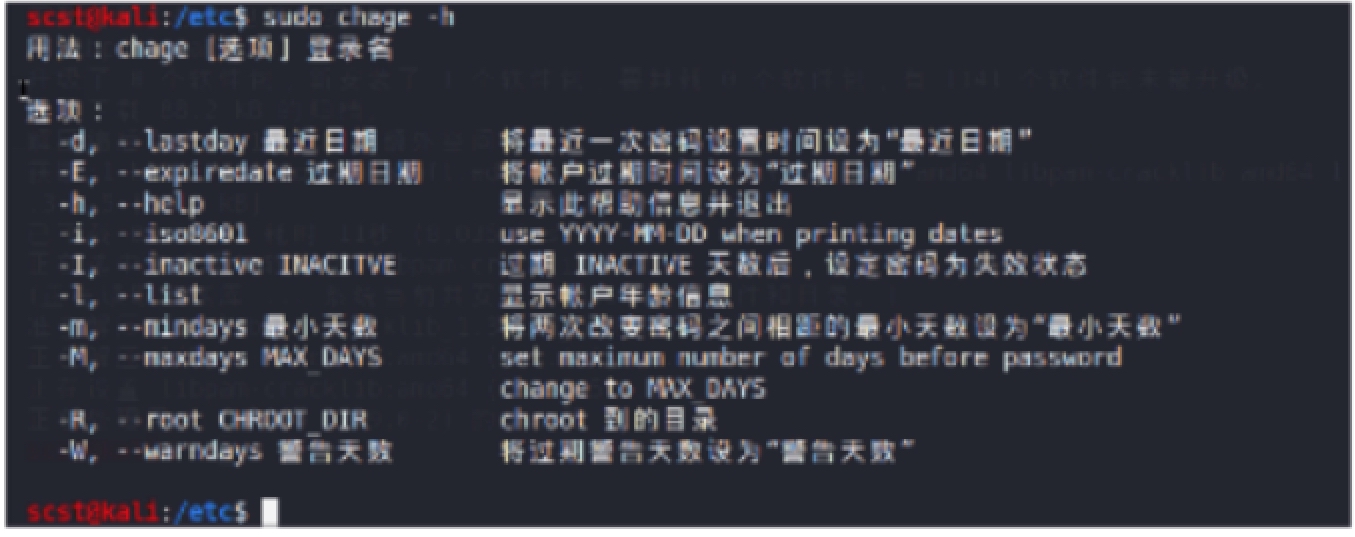 scst@kali:/etc$ sudo chage -h
用法：chage [选项] 登录名
选项：
-d, --lastday 最近日期 将最近一次密码设置时间设为“最近日期”
-E, --expiredate 过期日期 将帐户过期时间设为“过期日期”
-h, --help 显示此帮助信息并退出
-i, --iso8601 use YYYY-MM-DD when printing dates
-I, --inactive INACITVE 过期 INACTIVE 天数后，设定密码为失效状态
-l, --list 显示帐户年龄信息
-m, --mindays 最小天数 将两次改变密码之间相距的最小天数设为“最小天数”
-M, --maxdays MAX_DAYS set maximum number of days before password
change to MAX_DAYS
-R, --root CHROOT_DIR chroot 到的目录
-W, --warndays 警告天数 将过期警告天数设为“警告天数”
scst@kali:/etc$